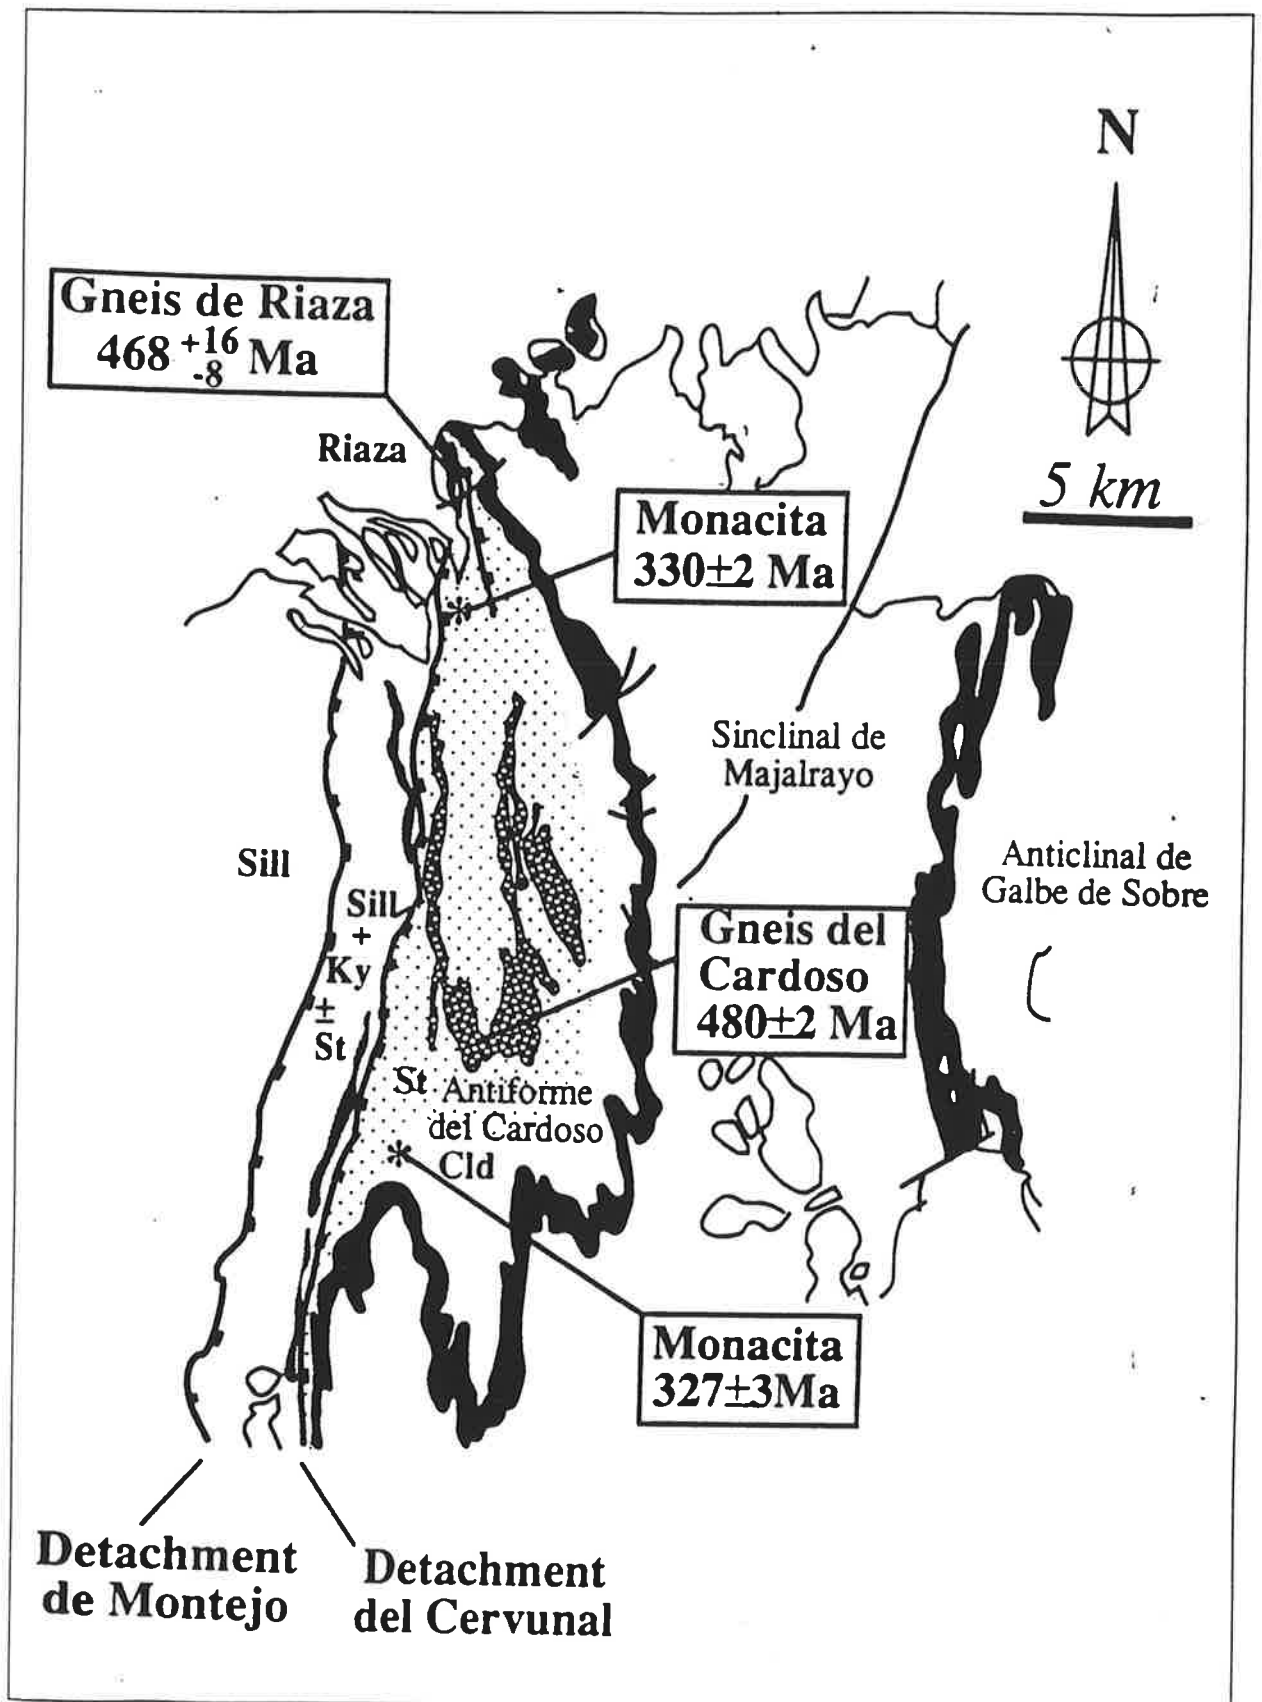 N
Gneis de Riaza
468 +16 -8 Ma
Riaza
5 km
Monacita
330±2 Ma
Sinclinal de
Majalrayo
Sill
Anticlinal de
Galbe de Sobre
Sill
+
Ky
±
St
Gneis del
Cardoso
480±2 Ma
St
Antiforme
del Cardoso
Cld
Monacita
327±3Ma
Detachment
de Montejo
Detachment
del Cervunal